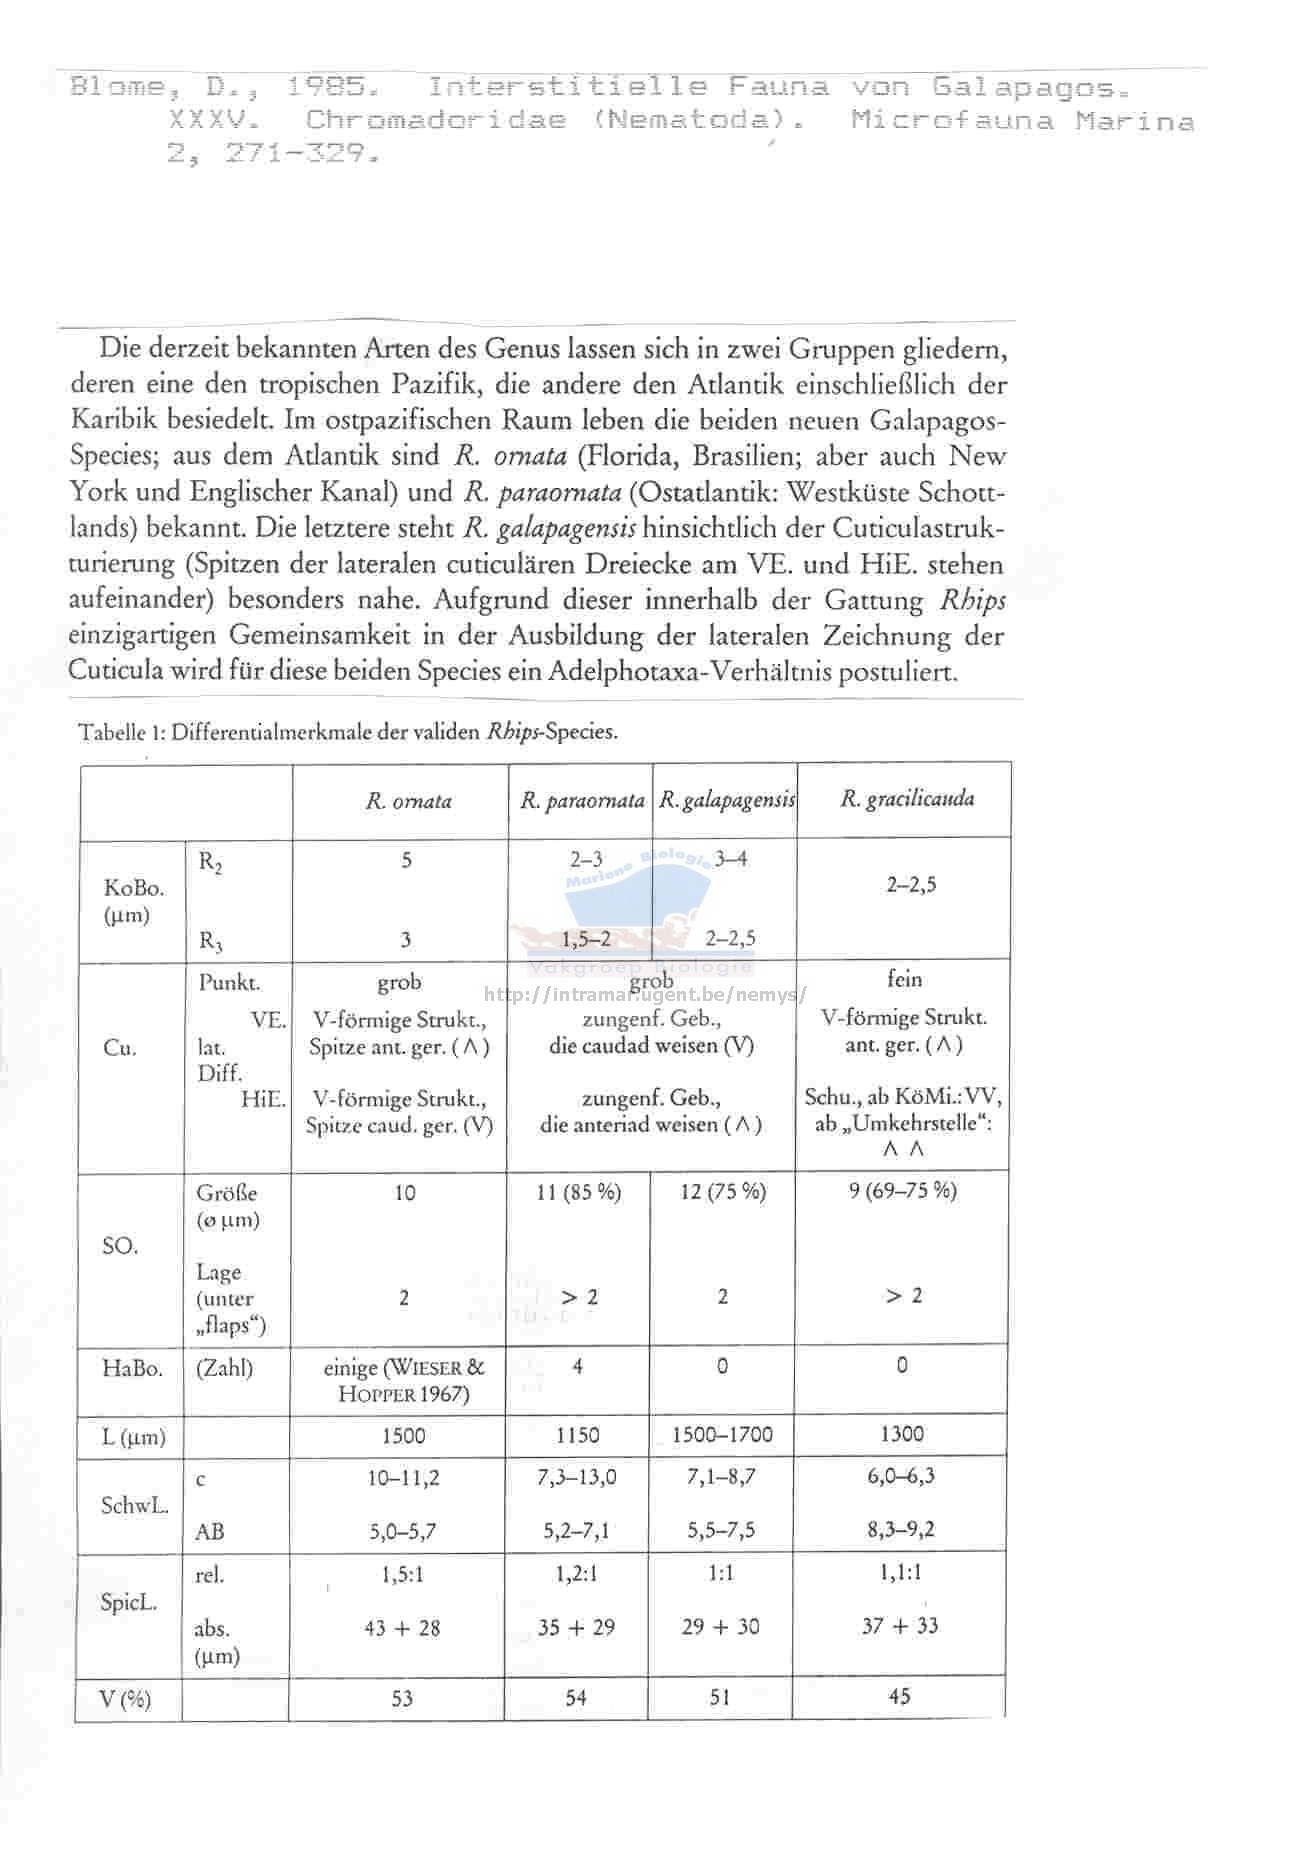 Blome, D., 1985. Interstitielle Fauna von Galapagos.
XXXV. Chromadoridae (Nematoda). Microfauna Marina
2, 271-329.
Die derzeit bekannten Arten des Genus lassen sich in zwei Gruppen gliedern,
deren eine den tropischen Pazifik, die andere den Atlantik einschließlich der
Karibik besiedelt. Im ostpazifischen Raum leben die beiden neuen Galapagos-
Species; aus dem Atlantik sind R. ornata (Florida, Brasilien; aber auch New
York und Englischer Kanal) und R. paraornata (Ostatlantik: Westküste Schott-
lands) bekannt. Die letztere steht R. galapagensis hinsichtlich der Cuticulastruk-
turierung (Spitzen der lateralen cuticulären Dreiecke am VE. und HiE. stehen
aufeinander) besonders nahe. Aufgrund dieser innerhalb der Gattung Rhips
einzigartigen Gemeinsamkeit in der Ausbildung der lateralen Zeichnung der
Cuticula wird für diese beiden Species ein Adelphotaxa-Verhältnis postuliert.
Tabelle 1: Differentialmerkmale der validen Rhips-Species.
R. ornata R. paraornata R. galapagensis R. gracilicauda
R2 5 2–3 3–4
KoBo. 2–2,5
(µm)
R3 3 1,5–2 2–2,5
Mariene Biologie
Vakgroep Biologie
http://intramar.ugent.be/nemys/
Punkt. grob grob fein
VE. V-förmige Strukt., zungenf. Geb., V-förmige Strukt.
Cu. lat. Spitze ant. ger. (Λ) die caudad weisen (V) ant. ger. (Λ)
Diff.
HiE. V-förmige Strukt., zungenf. Geb., Schu., ab KöMi.: VV,
Spitze caud. ger. (V) die anteriad weisen (Λ) ab „Umkehrstelle“:
Λ Λ
Größe 10 11 (85 %) 12 (75 %) 9 (69–75 %)
(ø µm)
SO.
Lage
(unter 2 > 2 2 > 2
„flaps“)
HaBo. (Zahl) einige (WIESER & 4 0 0
HOPPER 1967)
L (µm) 1500 1150 1500–1700 1300
c 10–11,2 7,3–13,0 7,1–8,7 6,0–6,3
SchwL.
AB 5,0–5,7 5,2–7,1 5,5–7,5 8,3–9,2
rel. 1,5:1 1,2:1 1:1 1,1:1
SpicL.
abs. 43 + 28 35 + 29 29 + 30 37 + 33
(µm)
V (%) 53 54 51 45